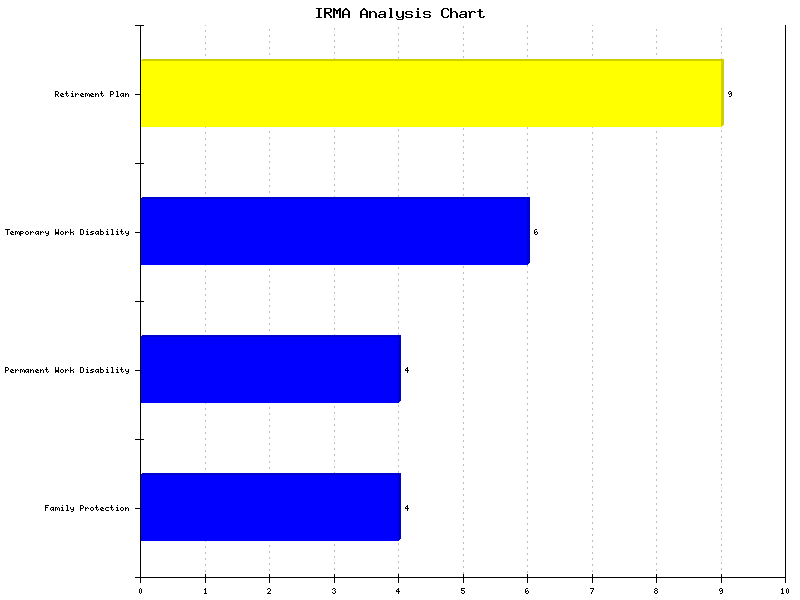 IRMA Analysis Chart
Retirement Plan
9
Temporary Work Disability
6
Permanent Work Disability
4
Family Protection
4
0 1 2 3 4 5 6 7 8 9 10